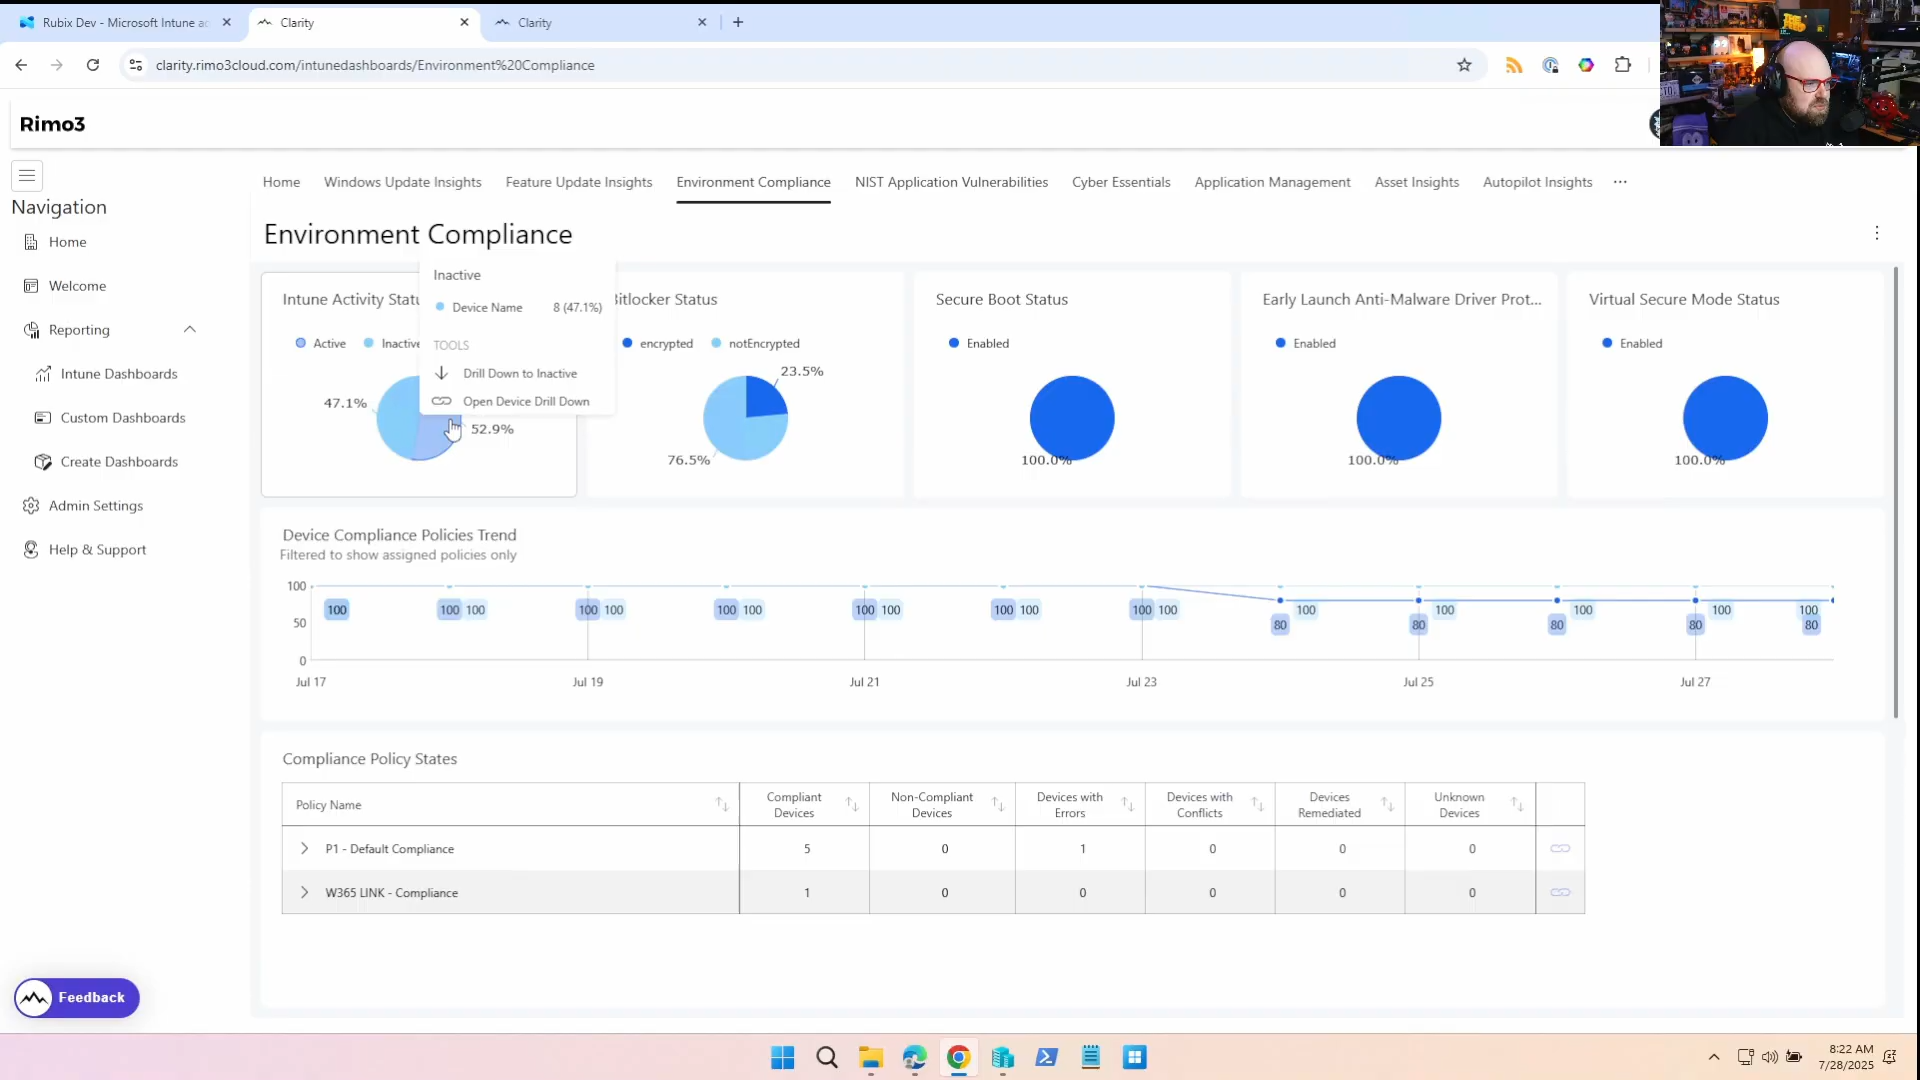 Rubix Dev - Microsoft Intune ad
Clarity
Clarity
clarity.rimo3cloud.com/intunedashboards/Environment%20Compliance
Rimo3
Navigation
Home
Welcome
Reporting
Intune Dashboards
Custom Dashboards
Create Dashboards
Admin Settings
Help & Support
Feedback
Home Windows Update Insights Feature Update Insights Environment Compliance NIST Application Vulnerabilities Cyber Essentials Application Management Asset Insights Autopilot Insights ...
Environment Compliance
Intune Activity Statu
Active Inactive
47.1%
52.9%
Inactive
Device Name 8 (47.1%)
TOOLS
Drill Down to Inactive
Open Device Drill Down
Bitlocker Status
encrypted notEncrypted
23.5%
76.5%
Secure Boot Status
Enabled
100.0%
Early Launch Anti-Malware Driver Prot...
Enabled
100.0%
Virtual Secure Mode Status
Enabled
100.0%
Device Compliance Policies Trend
Filtered to show assigned policies only
100
50
0
100 100 100 100 100 100 100 100 100 100 100 100 100 100 100 100 100 100
80 80 80 80 80
Jul 17 Jul 19 Jul 21 Jul 23 Jul 25 Jul 27
Compliance Policy States
Policy Name Compliant Devices Non-Compliant Devices Devices with Errors Devices with Conflicts Devices Remediated Unknown Devices
P1 - Default Compliance 5 0 1 0 0 0
W365 LINK - Compliance 1 0 0 0 0 0
8:22 AM
7/28/2025